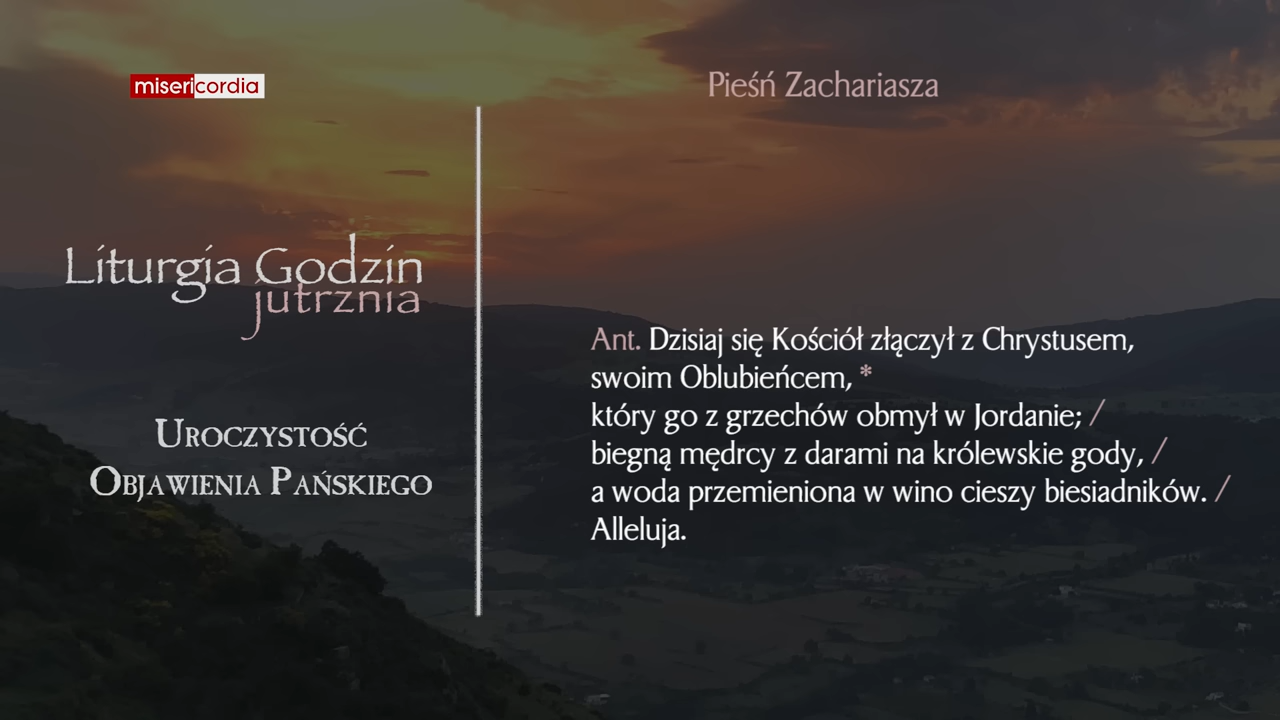 misericordia
Liturgia Godzin
jutrznia
Uroczystość
Objawienia Pańskiego
Pieśń Zachariasza
Ant. Dzisiaj się Kościół złączył z Chrystusem,
swoim Oblubieńcem, *
który go z grzechów obmył w Jordanie; /
biegną mędrcy z darami na królewskie gody, /
a woda przemieniona w wino cieszy biesiadników. /
Alleluja.